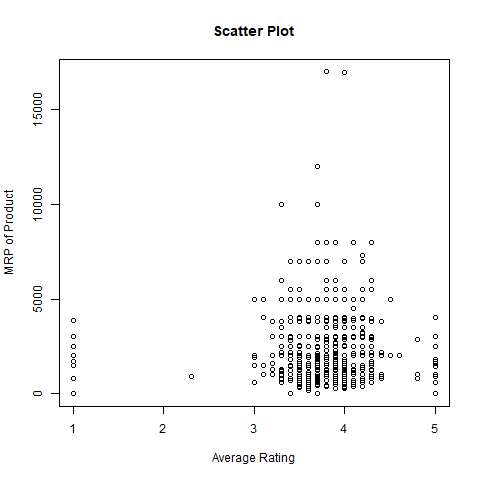 Scatter Plot
MRP of Product
15000
10000
5000
0
1 2 3 4 5
Average Rating